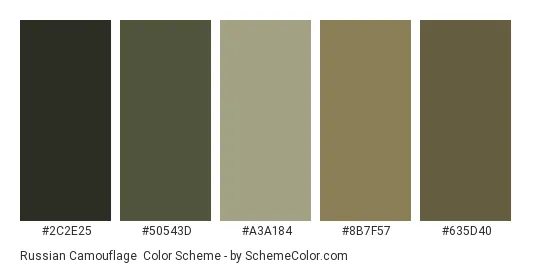 #2C2E25 #50543D #A3A184 #8B7F57 #635D40
Russian Camouflage  Color Scheme - by SchemeColor.com